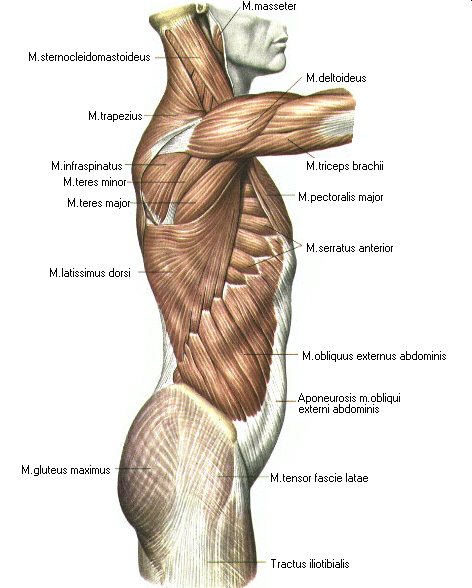 M.masseter
M.sternocleidomastoideus
M.deltoideus
M.trapezius
M.infraspinatus
M.triceps brachii
M.teres minor
M.pectoralis major
M.teres major
M.serratus anterior
M.latissimus dorsi
M.obliquus externus abdominis
Aponeurosis m.obliqui
externi abdominis
M.gluteus maximus
M.tensor fascie latae
Tractus iliotibialis